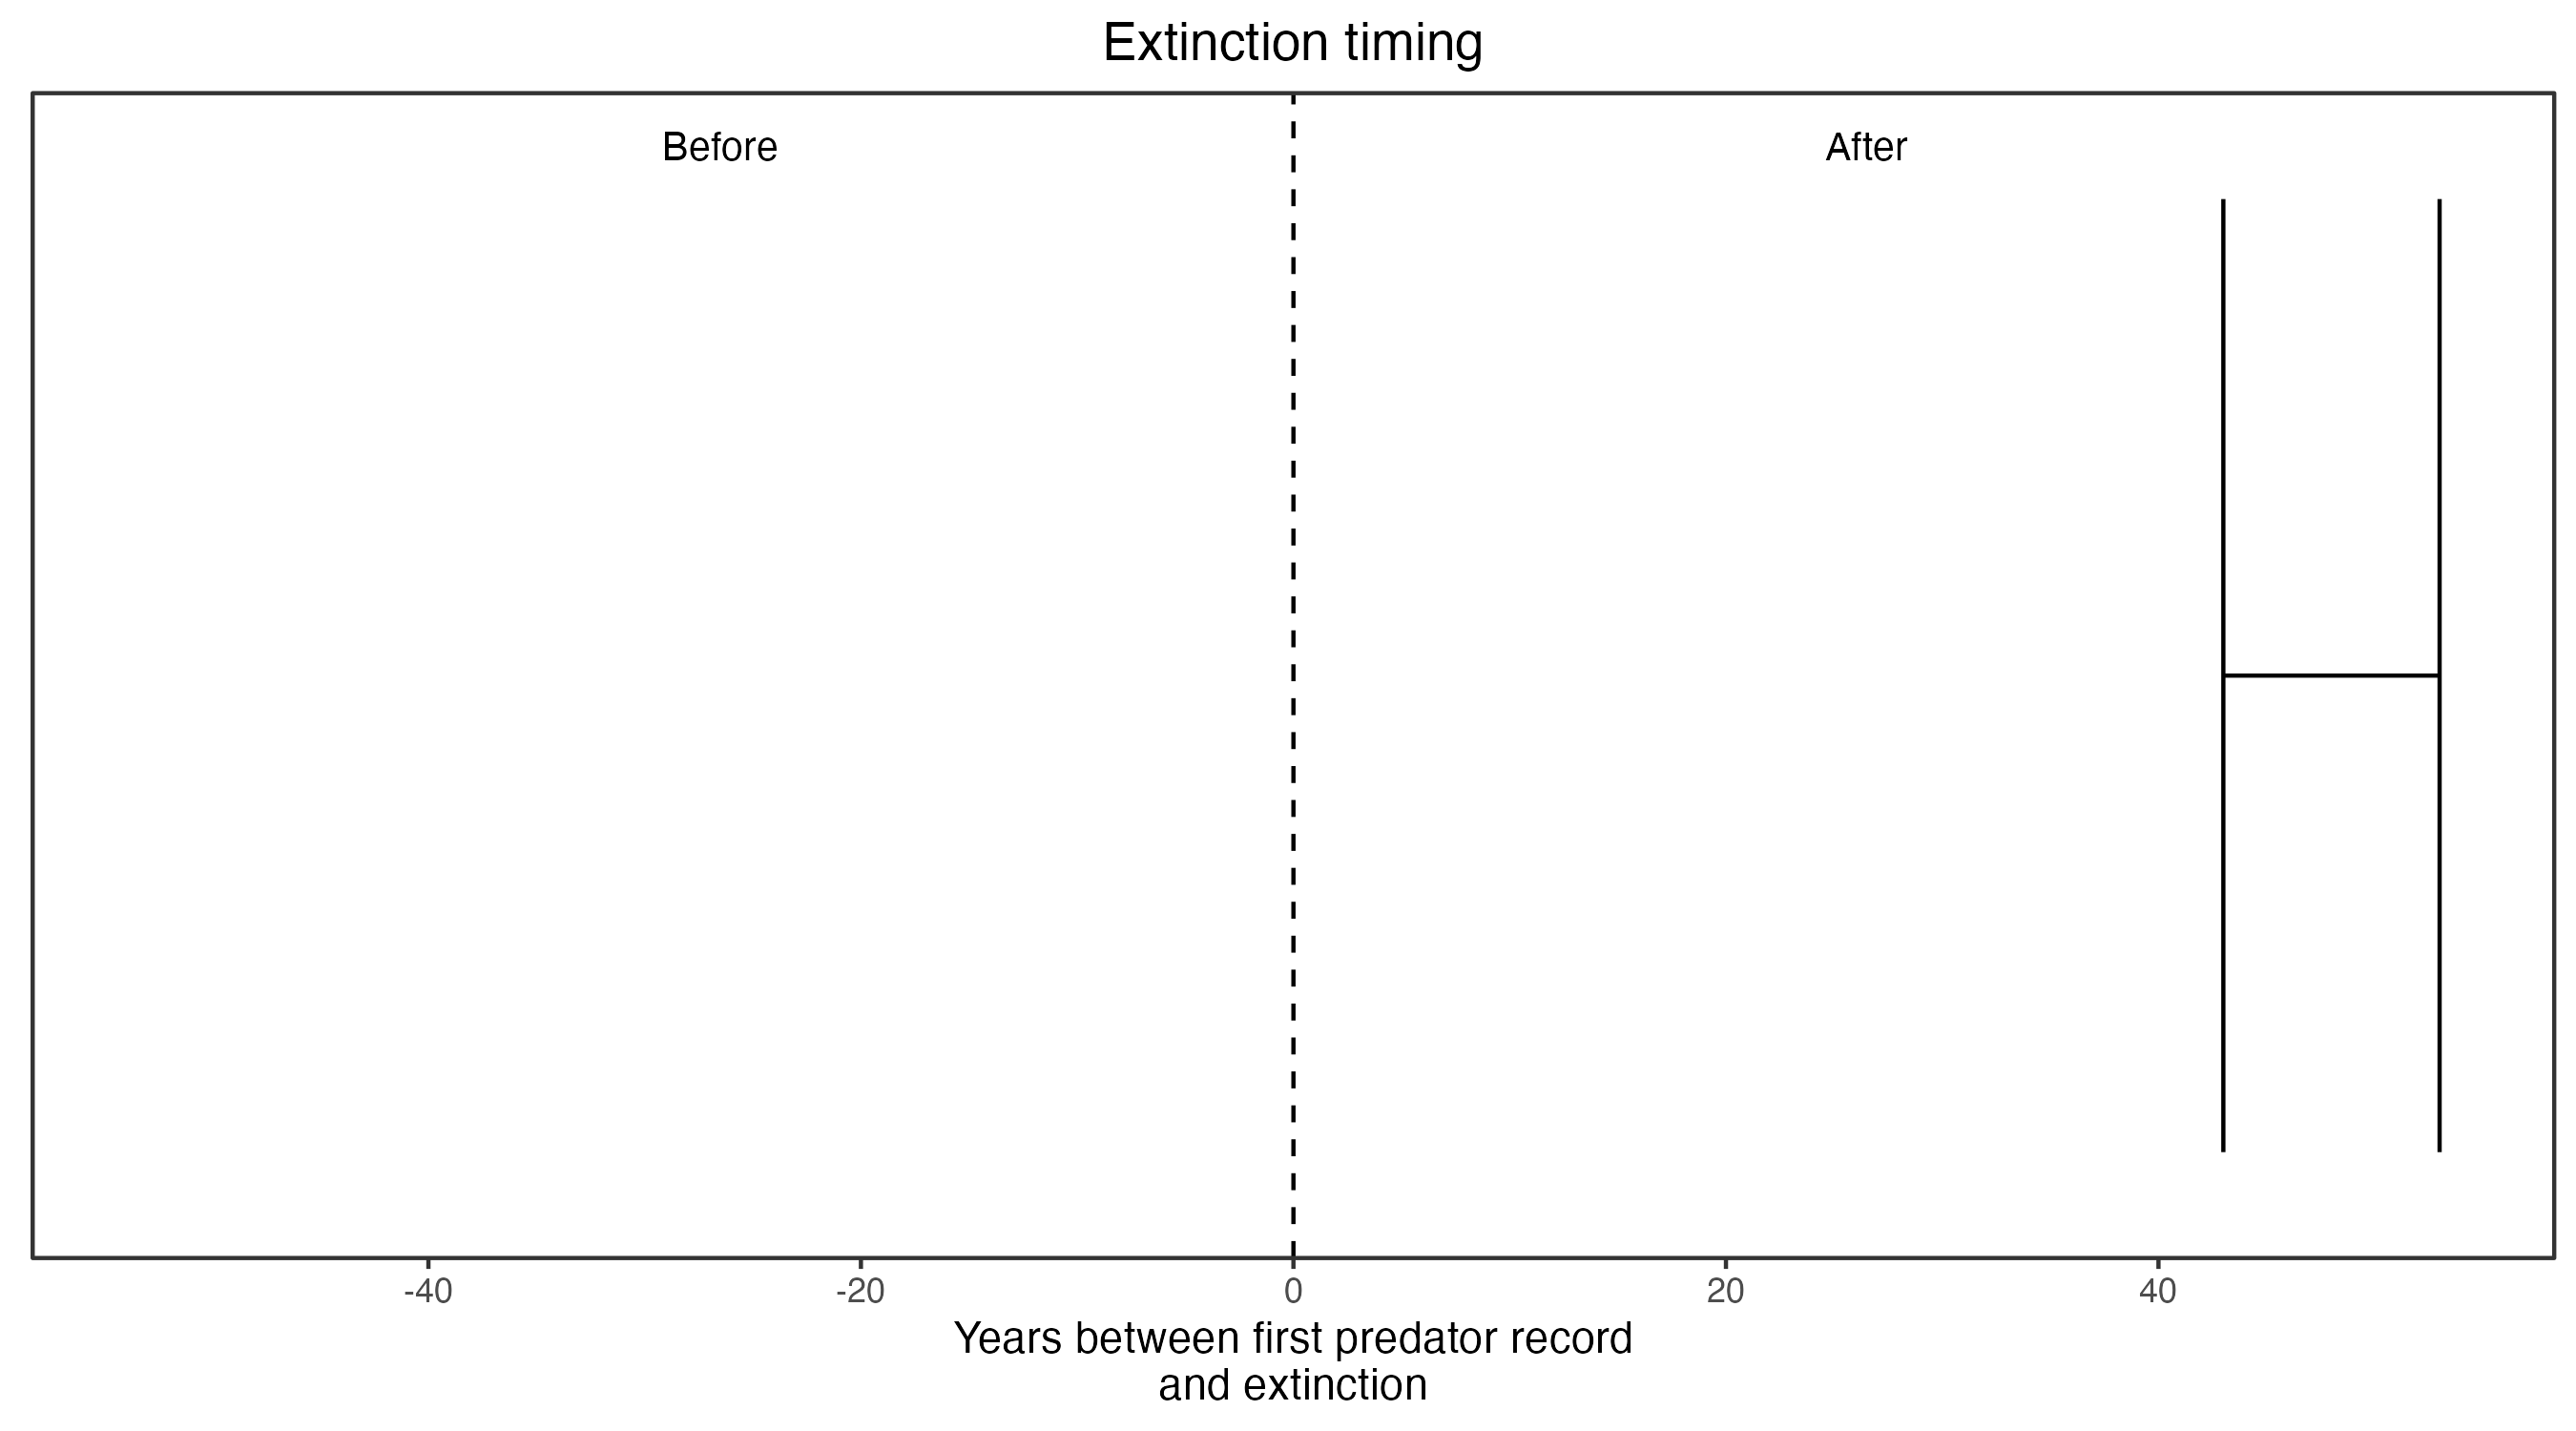 Extinction timing
Before
After
-40
-20
0
20
40
Years between first predator record
and extinction